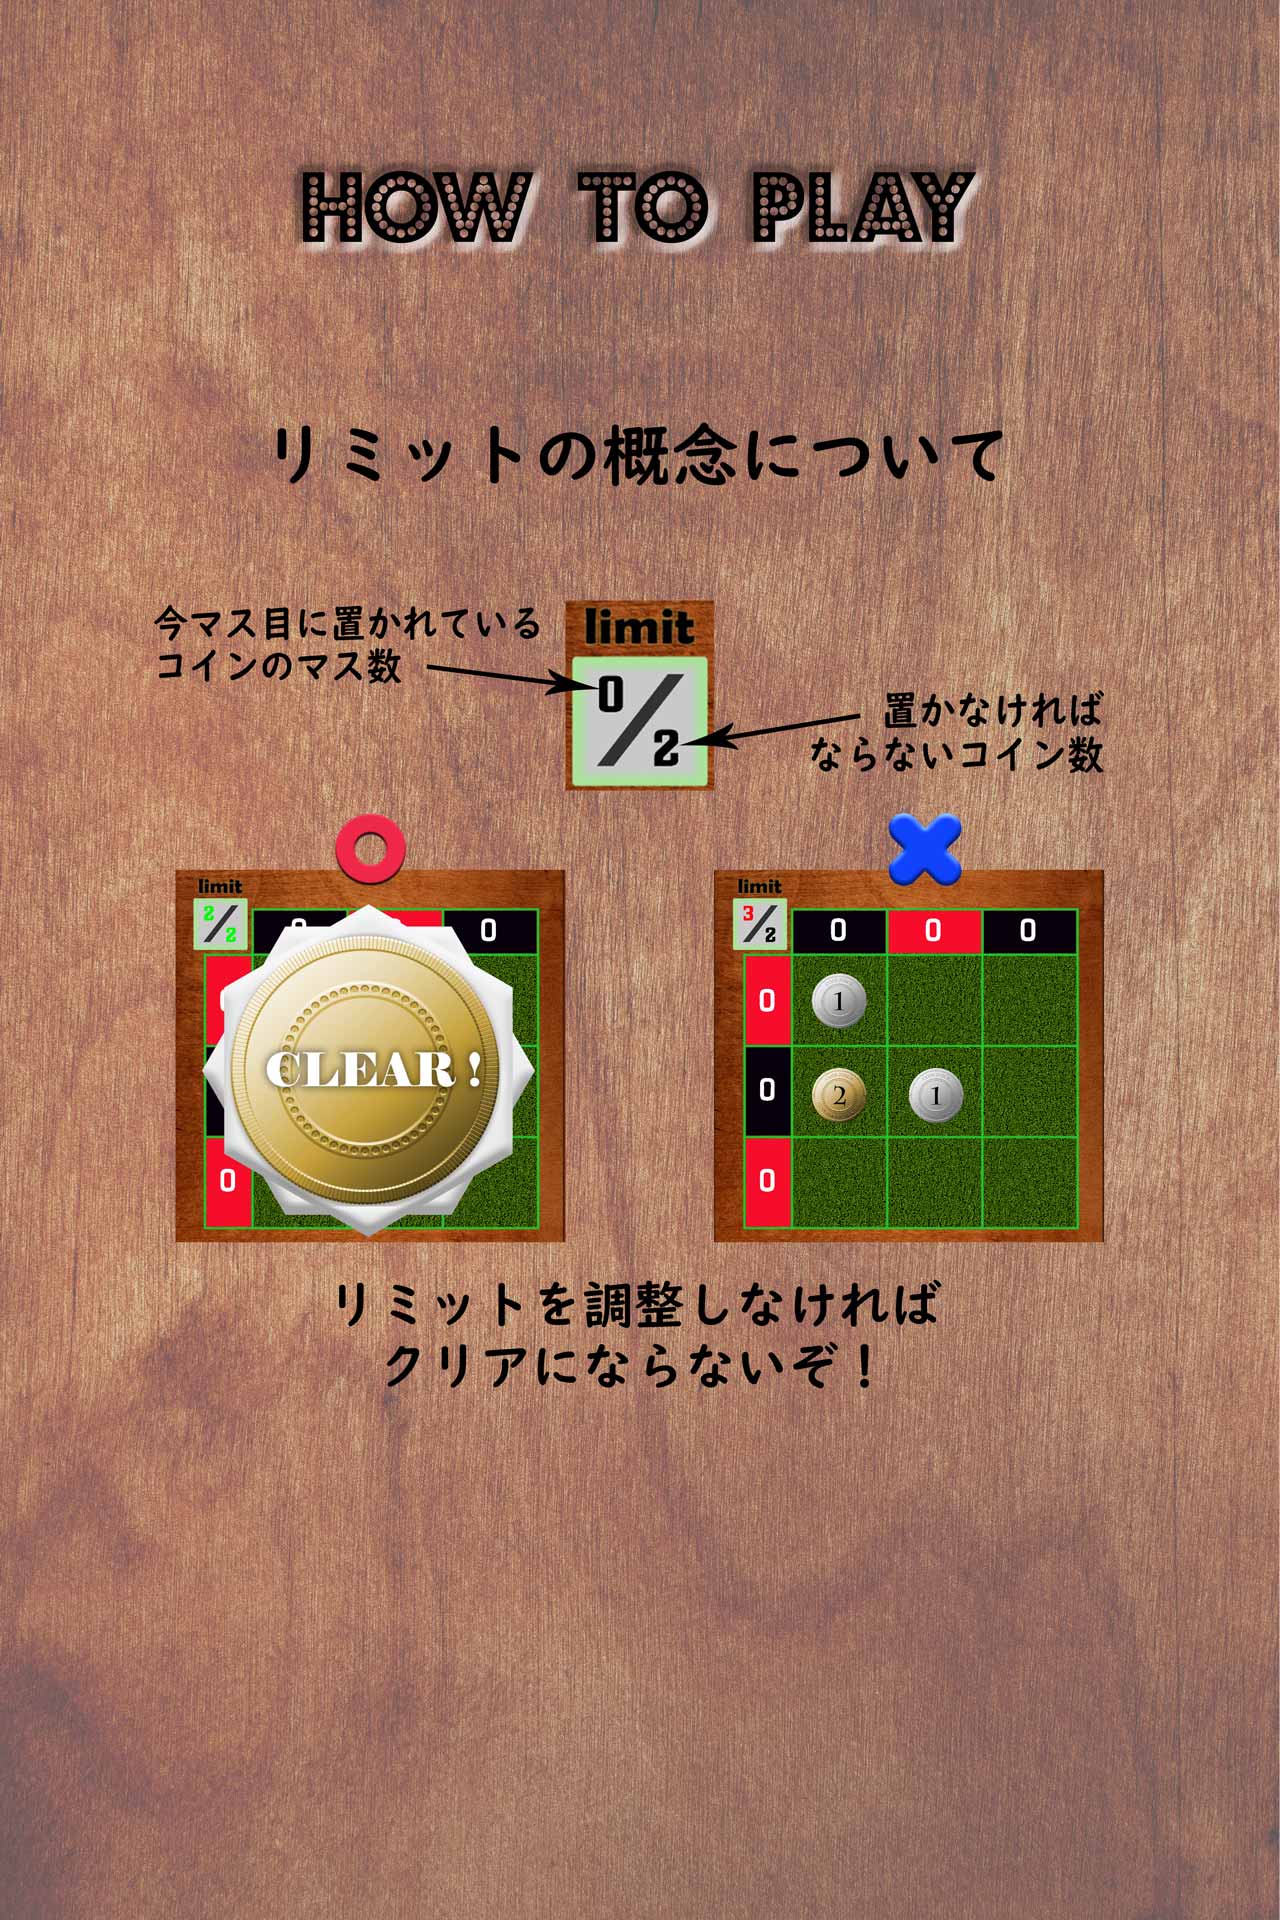 HOW TO PLAY
リミットの概念について
今マス目に置かれている
コインのマス数
limit
0/2
置かなければ
ならないコイン数
limit
2/2
0
0
CLEAR!
limit
3/2
0 0 0
0
1
0
2 1
0
リミットを調整しなければ
クリアにならないぞ！